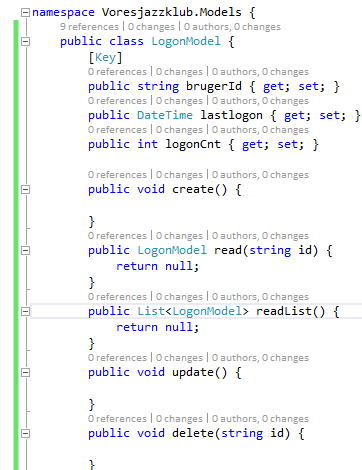 namespace Voresjazzklub.Models {
9 references | 0 changes | 0 authors, 0 changes
public class LogonModel {
[Key]
0 references | 0 changes | 0 authors, 0 changes
public string brugerId { get; set; }
0 references | 0 changes | 0 authors, 0 changes
public DateTime lastlogon { get; set; }
0 references | 0 changes | 0 authors, 0 changes
public int logonCnt { get; set; }
0 references | 0 changes | 0 authors, 0 changes
public void create() {
}
0 references | 0 changes | 0 authors, 0 changes
public LogonModel read(string id) {
return null;
}
0 references | 0 changes | 0 authors, 0 changes
public List<LogonModel> readList() {
return null;
}
0 references | 0 changes | 0 authors, 0 changes
public void update() {
}
0 references | 0 changes | 0 authors, 0 changes
public void delete(string id) {
}